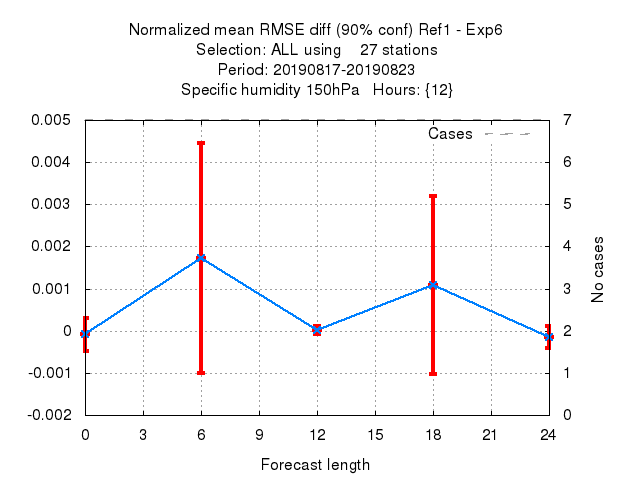 Normalized mean RMSE diff (90% conf) Ref1 - Exp6
Selection: ALL using    27 stations
Period: 20190817-20190823
Specific humidity 150hPa   Hours: {12}
0.005
0.004
0.003
0.002
0.001
0
-0.001
-0.002
Cases
7
6
5
4
3
2
1
0
No cases
0 3 6 9 12 15 18 21 24
Forecast length